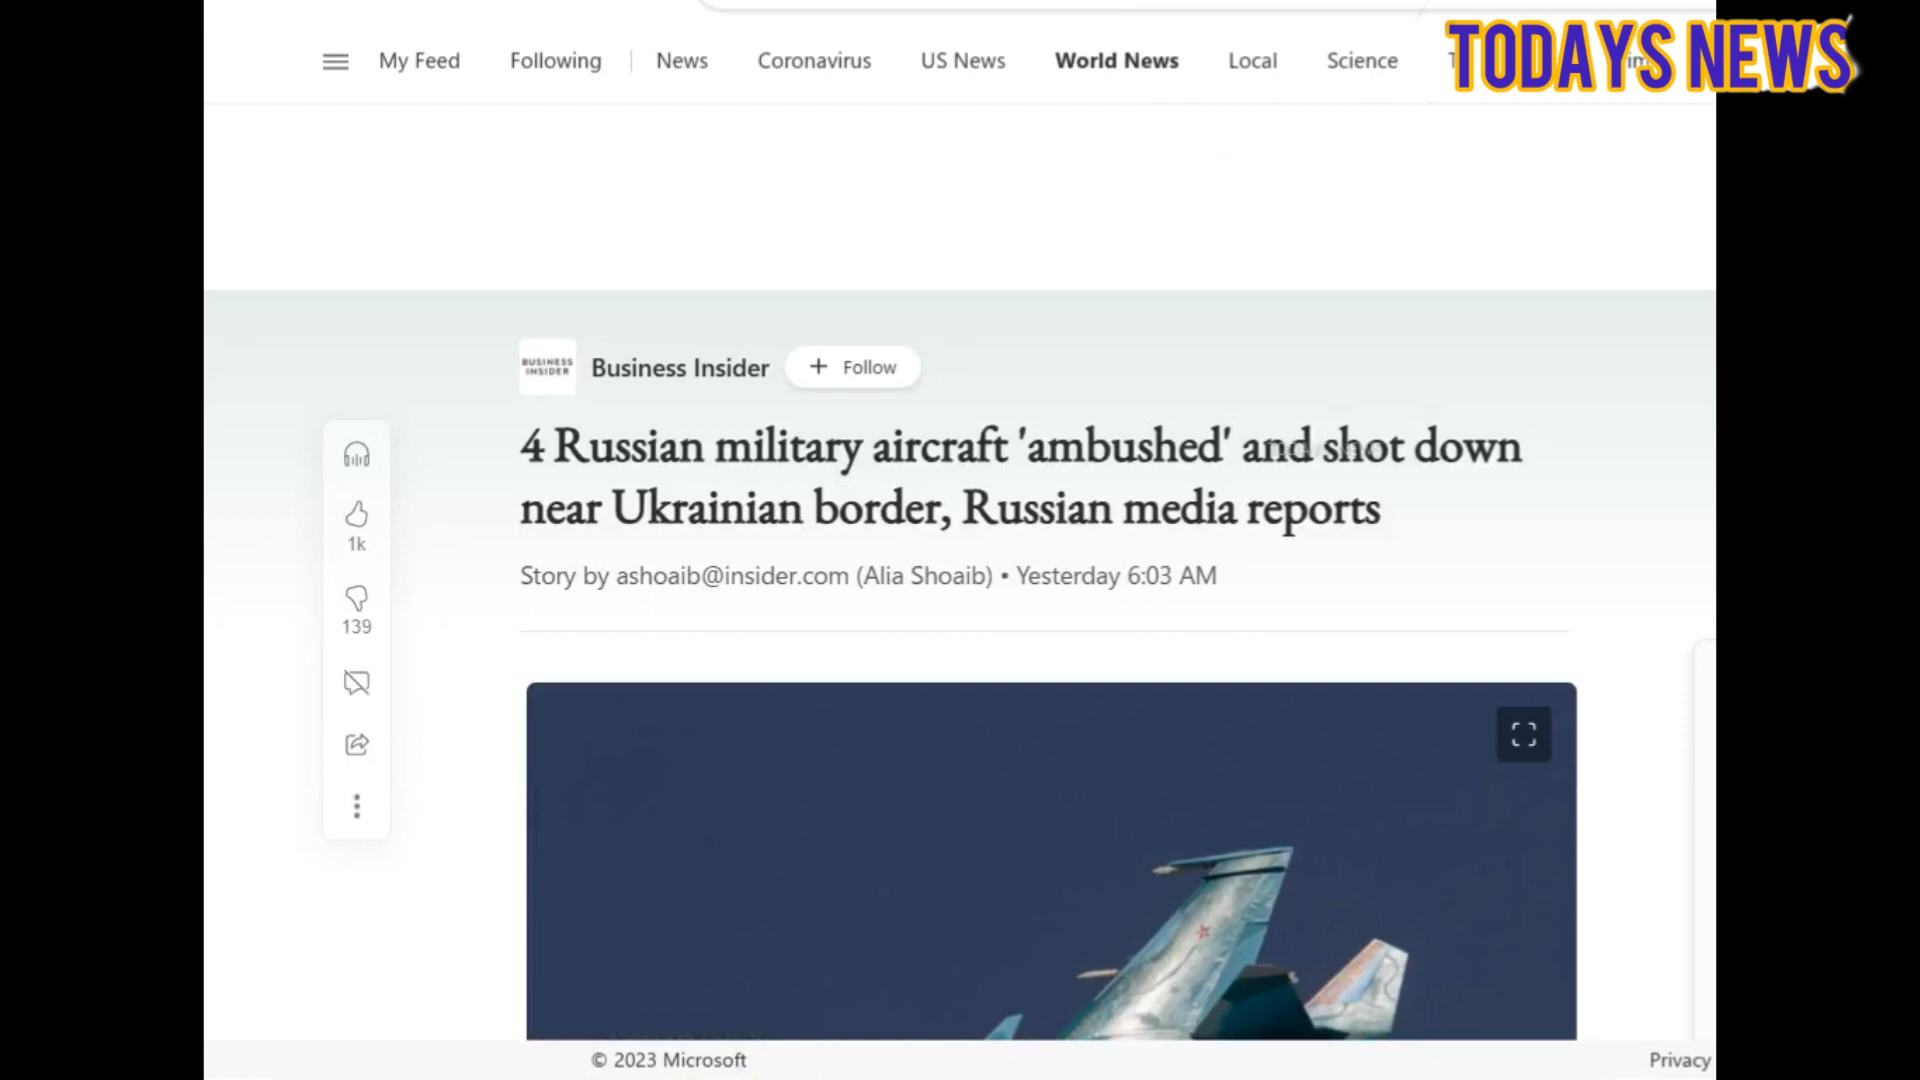 TODAYS NEWS
My Feed Following News Coronavirus US News World News Local Science
BUSINESS
INSIDER
Business Insider + Follow
4 Russian military aircraft 'ambushed' and shot down
near Ukrainian border, Russian media reports
Story by ashoaib@insider.com (Alia Shoaib) • Yesterday 6:03 AM
1k
139
© 2023 Microsoft
Privacy